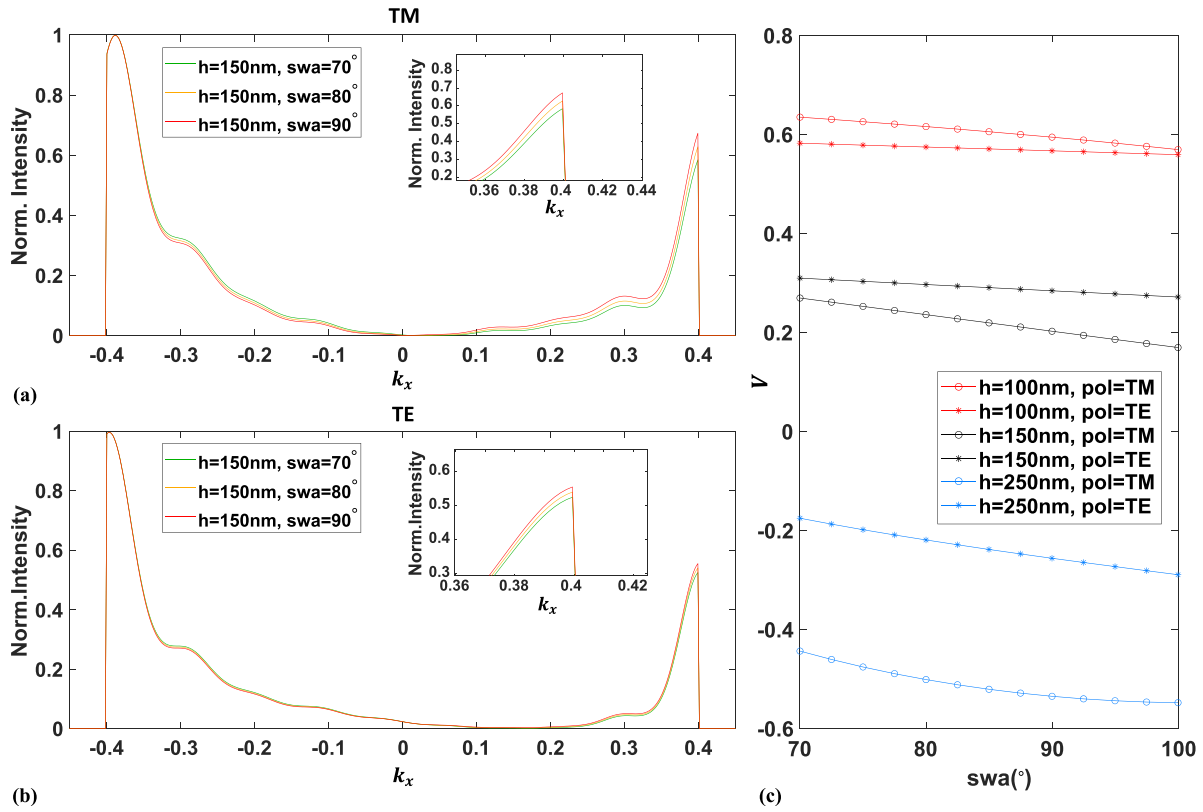 (a)
TM
Norm. Intensity
1
0.8
0.6
0.4
0.2
0
-0.4 -0.3 -0.2 -0.1 0 0.1 0.2 0.3 0.4
kₓ
h=150nm, swa=70°
h=150nm, swa=80°
h=150nm, swa=90°
Norm. Intensity
0.8
0.7
0.6
0.5
0.4
0.3
0.2
0.36 0.38 0.4 0.42 0.44
kₓ
(a)
TE
Norm.Intensity
1
0.8
0.6
0.4
0.2
0
-0.4 -0.3 -0.2 -0.1 0 0.1 0.2 0.3 0.4
kₓ
h=150nm, swa=70°
h=150nm, swa=80°
h=150nm, swa=90°
Norm.Intensity
0.6
0.5
0.4
0.3
0.36 0.38 0.4 0.42
kₓ
(b)
(c)
V
0.8
0.6
0.4
0.2
0
-0.2
-0.4
-0.6
70 80 90 100
swa(°)
h=100nm, pol=TM
h=100nm, pol=TE
h=150nm, pol=TM
h=150nm, pol=TE
h=250nm, pol=TM
h=250nm, pol=TE
(c)